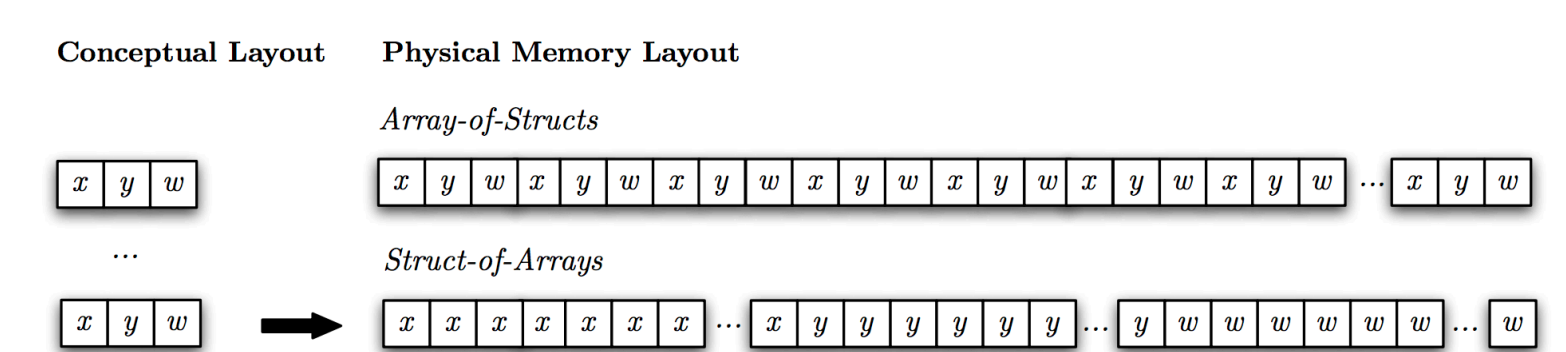 Conceptual Layout Physical Memory Layout
Array-of-Structs
x y w x y w x y w x y w x y w x y w x y w x y w ... x y w
...
Struct-of-Arrays
x y w x x x x x x x ... x y y y y y y ... y w w w w w w ... w